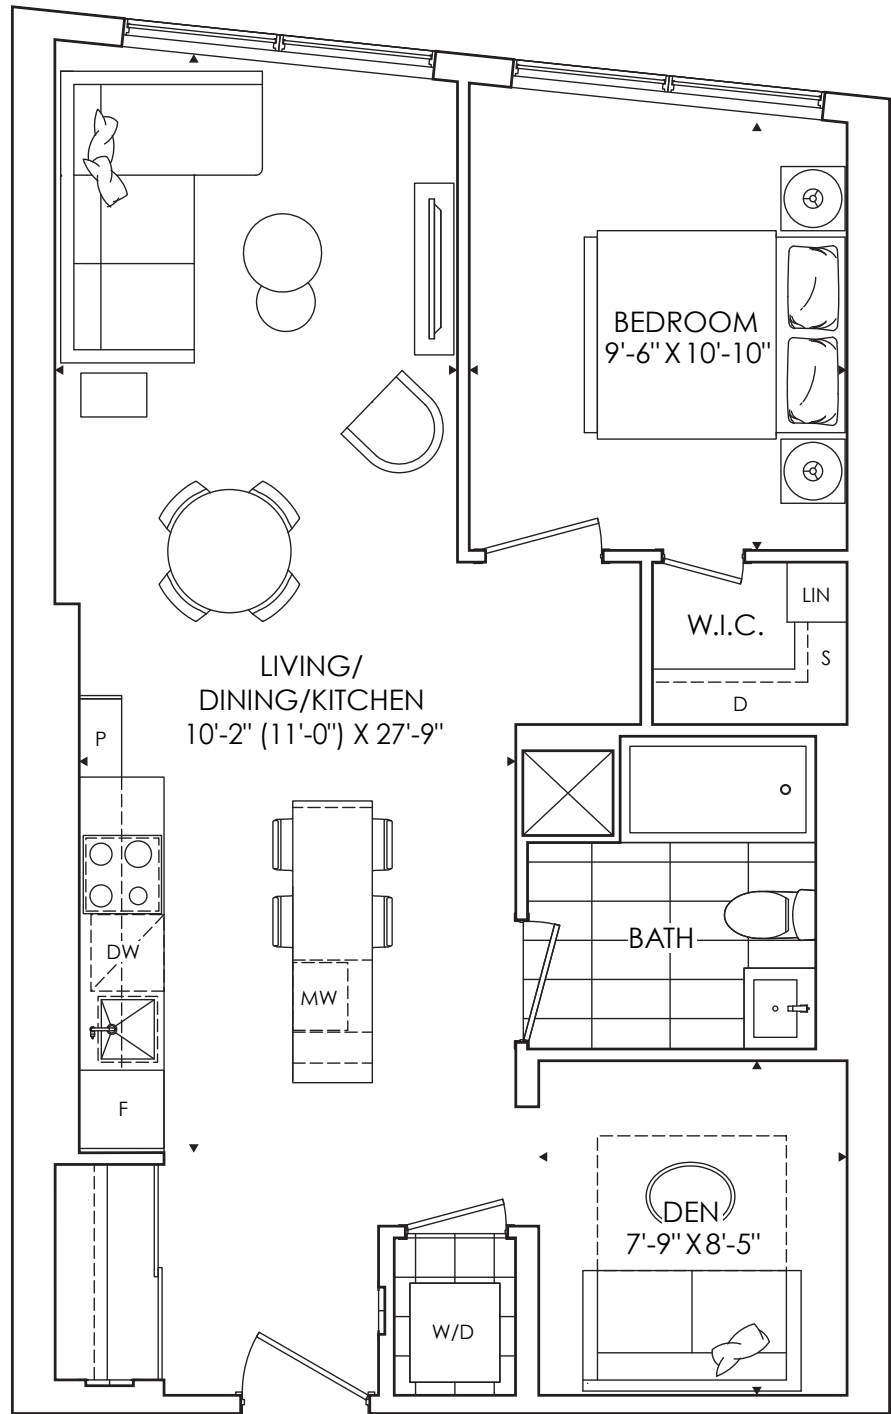 BEDROOM
9'-6" X 10'-10"
LIN
W.I.C.
S
D
LIVING/
DINING/KITCHEN
10'-2" (11'-0") X 27'-9"
P
DW
BATH
MW
F
DEN
7'-9" X 8'-5"
W/D